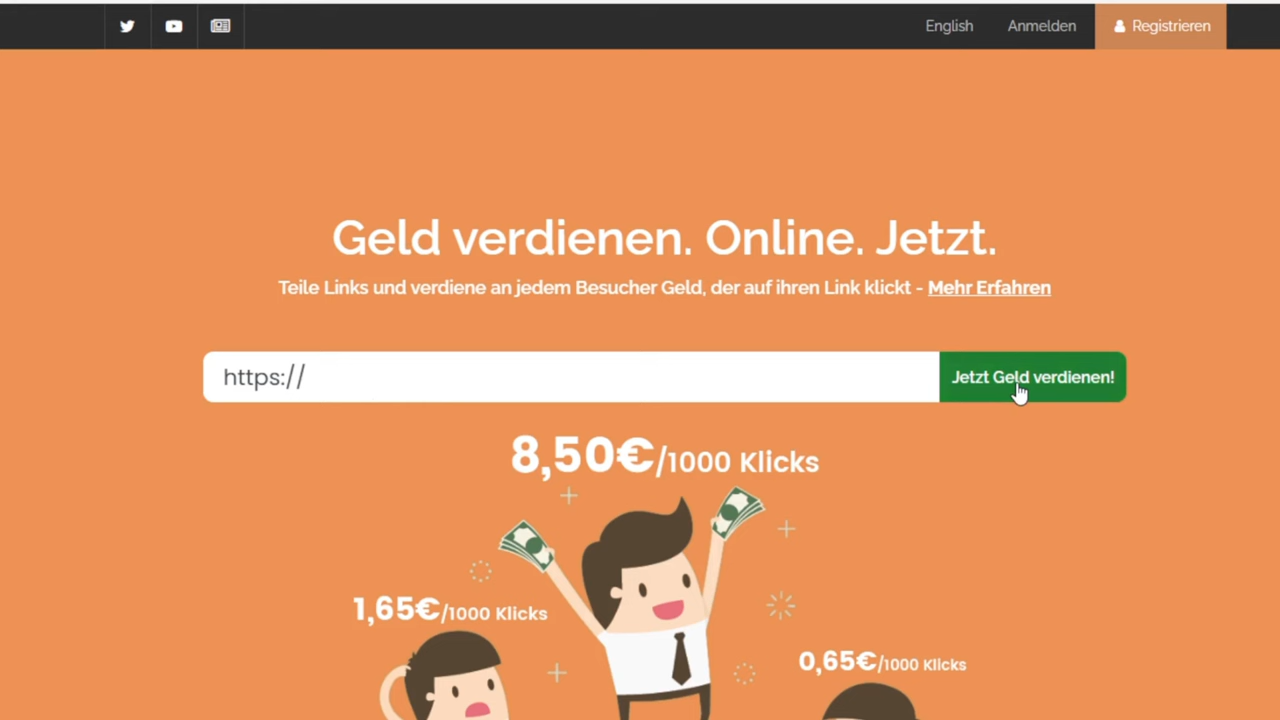 English Anmelden Registrieren
Geld verdienen. Online. Jetzt.
Teile Links und verdiene an jedem Besucher Geld, der auf ihren Link klickt - Mehr Erfahren
https:// Jetzt Geld verdienen!
8,50€/1000 Klicks
1,65€/1000 Klicks
0,65€/1000 Klicks